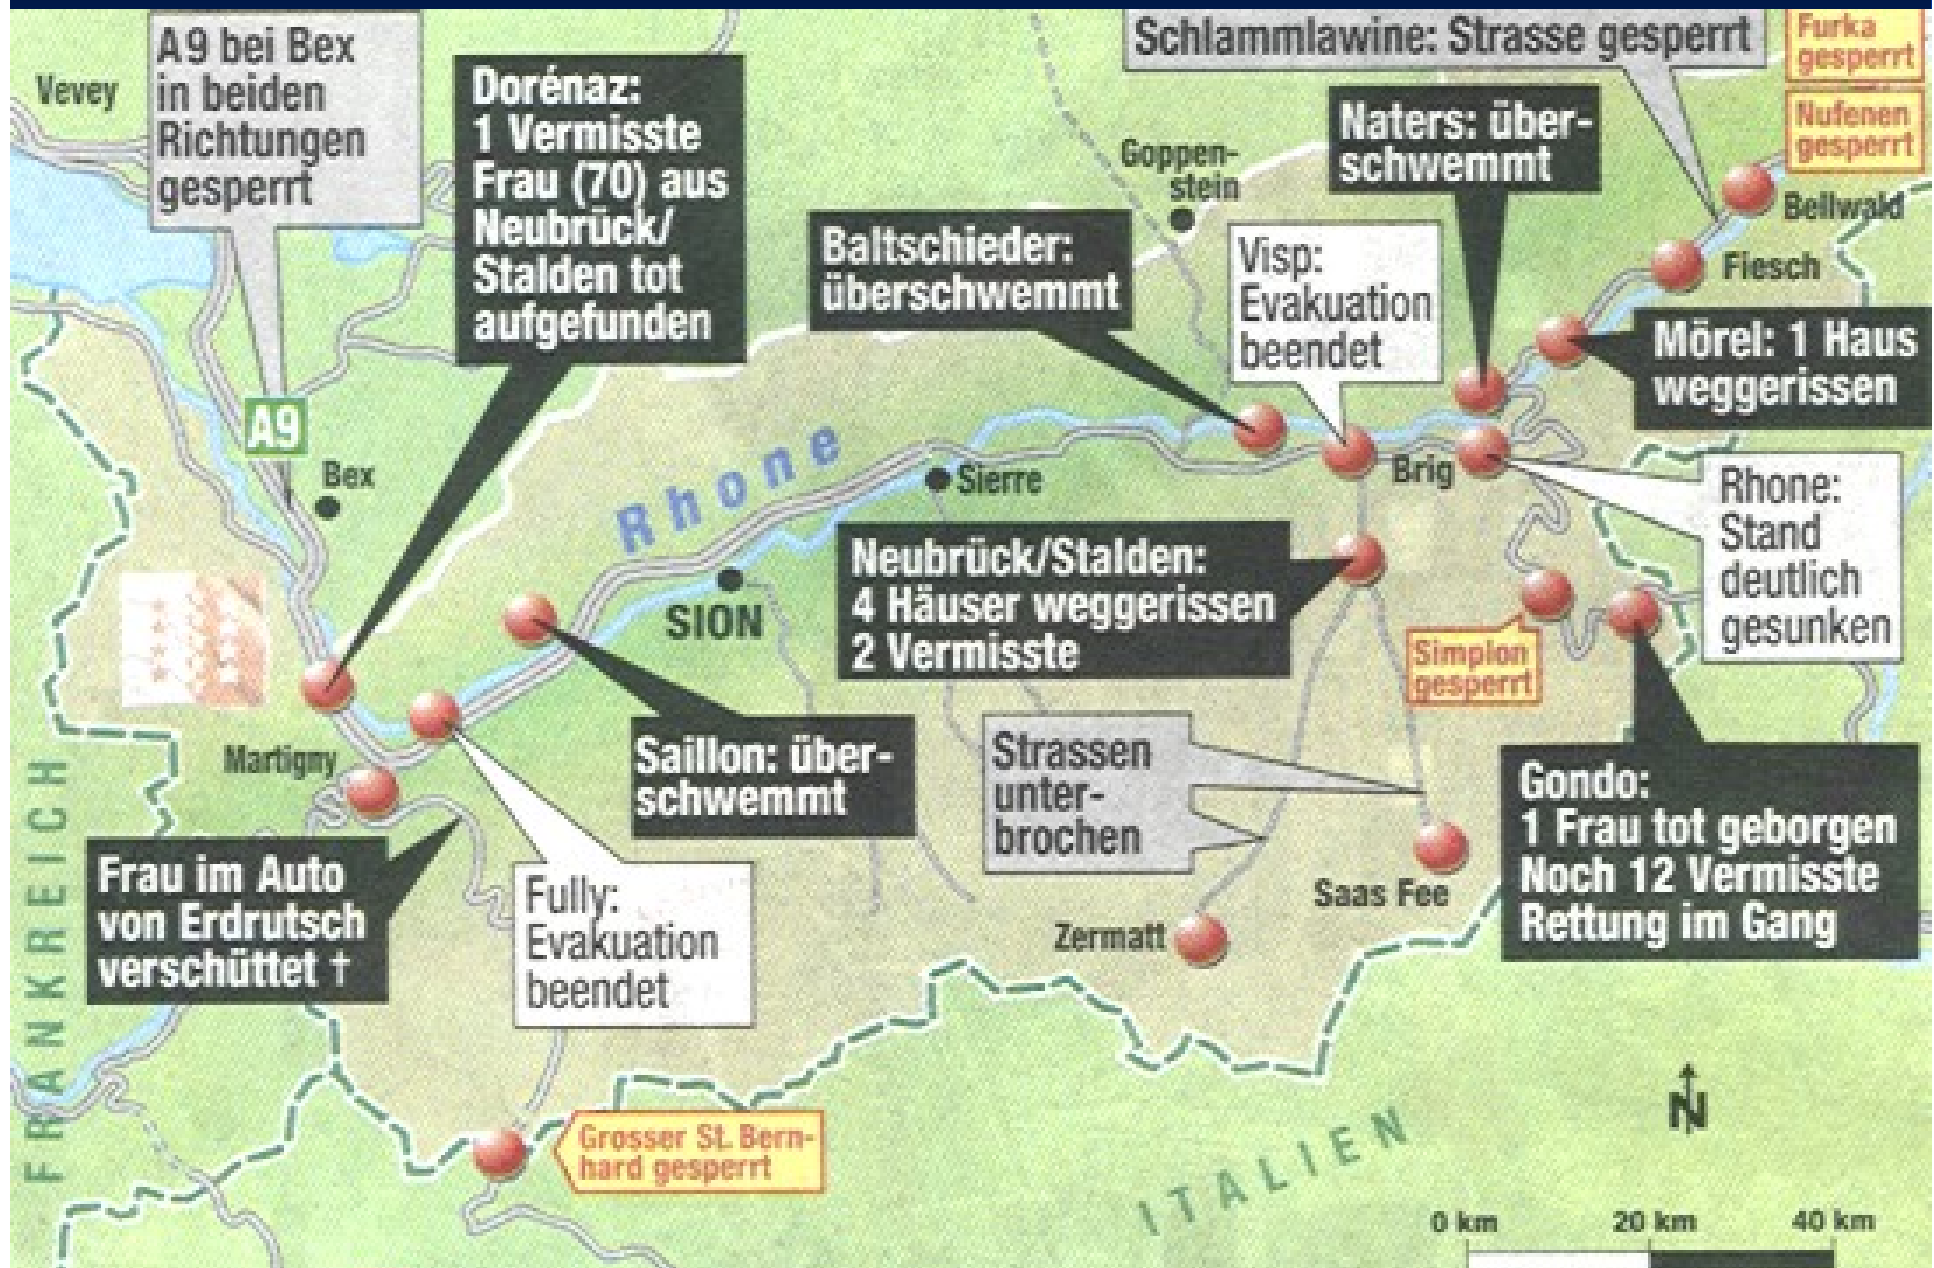 A9 bei Bex
in beiden
Richtungen
gesperrt
Vevey
Dorénaz:
1 Vermisste
Frau (70) aus
Neubrück/
Stalden tot
aufgefunden
Schlammlawine: Strasse gesperrt
Furka
gesperrt
Nufenen
gesperrt
Naters: über-
schwemmt
Goppen-
stein
Bellwald
Fiesch
Baltschieder:
überschwemmt
Visp:
Evakuation
beendet
Mörel: 1 Haus
weggerissen
A9
Bex
Rhone
Sierre
Brig
Rhone:
Stand
deutlich
gesunken
SION
Neubrück/Stalden:
4 Häuser weggerissen
2 Vermisste
Simplon
gesperrt
Martigny
Saillon: über-
schwemmt
Strassen
unter-
brochen
Gondo:
1 Frau tot geborgen
Noch 12 Vermisste
Rettung im Gang
Frau im Auto
von Erdrutsch
verschüttet †
Fully:
Evakuation
beendet
Saas Fee
Zermatt
FRANKREICH
Grosser St. Bern-
hard gesperrt
ITALIEN
N
0 km 20 km 40 km